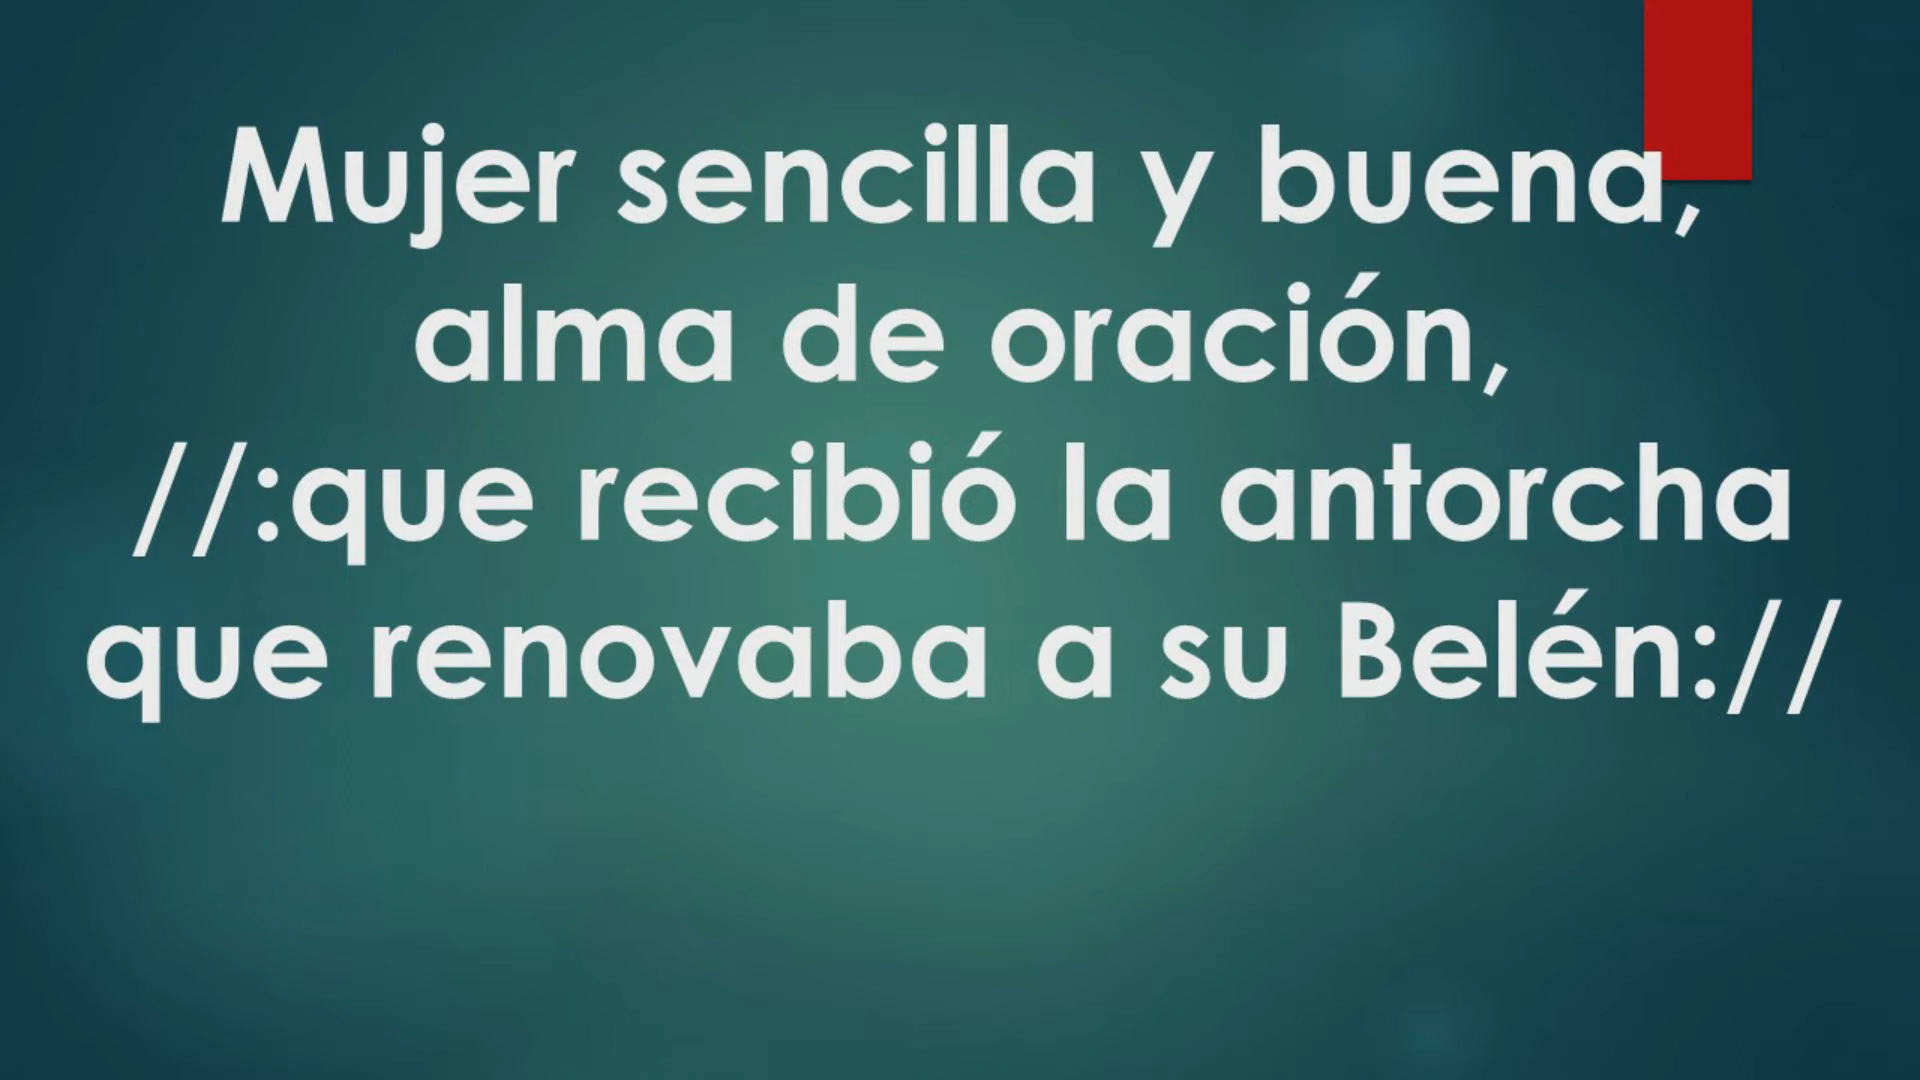 Mujer sencilla y buena,
alma de oración,
//:que recibió la antorcha
que renovaba a su Belén://